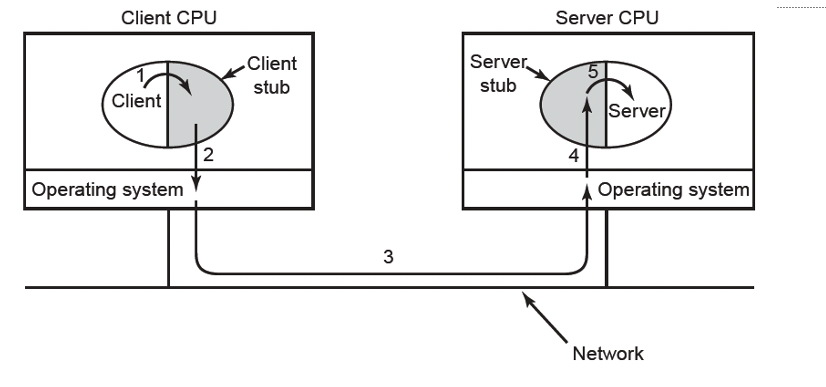 Client CPU
Server CPU
1
Client
Client
stub
2
Operating system
Server
stub
5
Server
4
Operating system
3
Network